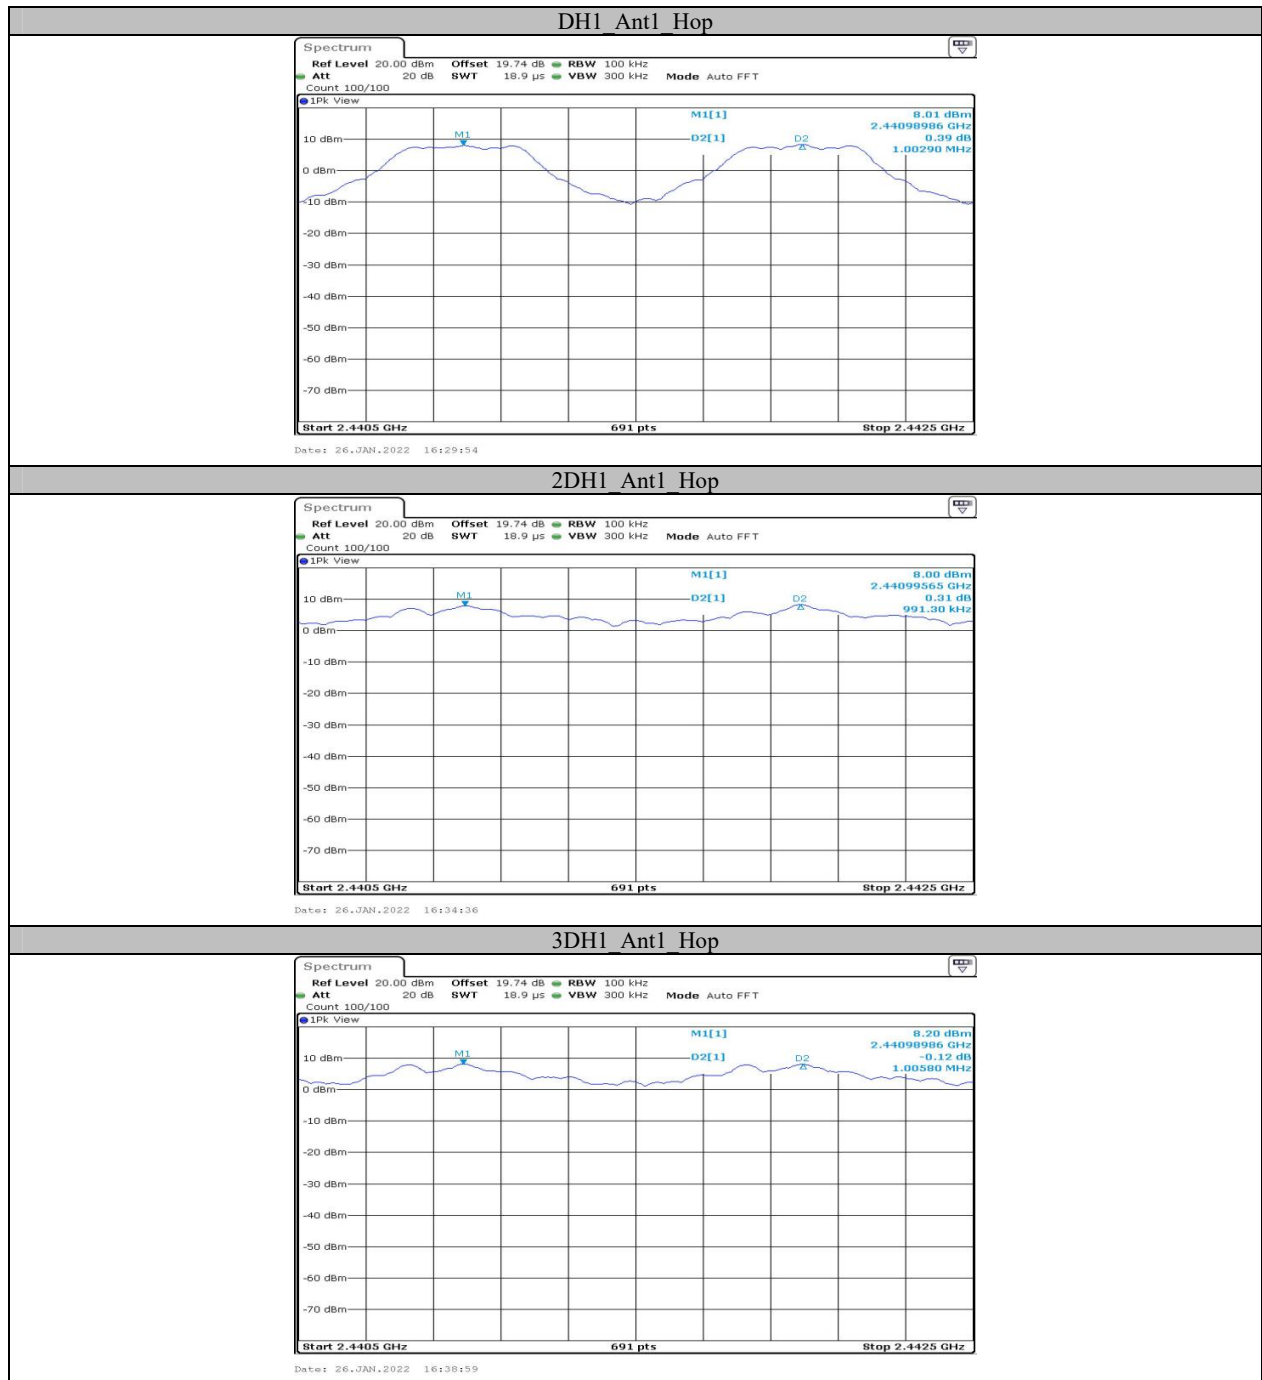 DH1_Ant1_Hop
Spectrum
Ref Level 20.00 dBm Offset 19.74 dB RBW 100 kHz
Att 20 dB SWT 18.9 µs VBW 300 kHz Mode Auto FFT
Count 100/100
1Pk View
M1[1] 8.01 dBm
2.44098986 GHz
10 dBm M1 D2[1] D2 0.39 dB
1.00290 MHz
0 dBm
-10 dBm
-20 dBm
-30 dBm
-40 dBm
-50 dBm
-60 dBm
-70 dBm
Start 2.4405 GHz 691 pts Stop 2.4425 GHz
Date: 26.JAN.2022 16:29:54
2DH1_Ant1_Hop
Spectrum
Ref Level 20.00 dBm Offset 19.74 dB RBW 100 kHz
Att 20 dB SWT 18.9 µs VBW 300 kHz Mode Auto FFT
Count 100/100
1Pk View
M1[1] 8.00 dBm
2.44099565 GHz
10 dBm M1 D2[1] D2 0.31 dB
991.30 kHz
0 dBm
-10 dBm
-20 dBm
-30 dBm
-40 dBm
-50 dBm
-60 dBm
-70 dBm
Start 2.4405 GHz 691 pts Stop 2.4425 GHz
Date: 26.JAN.2022 16:34:36
3DH1_Ant1_Hop
Spectrum
Ref Level 20.00 dBm Offset 19.74 dB RBW 100 kHz
Att 20 dB SWT 18.9 µs VBW 300 kHz Mode Auto FFT
Count 100/100
1Pk View
M1[1] 8.20 dBm
2.44098986 GHz
10 dBm M1 D2[1] D2 -0.12 dB
1.00580 MHz
0 dBm
-10 dBm
-20 dBm
-30 dBm
-40 dBm
-50 dBm
-60 dBm
-70 dBm
Start 2.4405 GHz 691 pts Stop 2.4425 GHz
Date: 26.JAN.2022 16:38:59